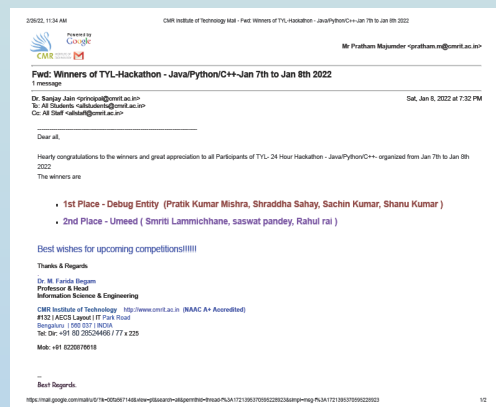 2/26/22, 11:34 AM CMR Institute of Technology Mail - Fwd: Winners of TYL-Hackathon - Java/Python/C++-Jan 7th to Jan 8th 2022
Powered by
Google
CMR
Mr Pratham Majumder <pratham.m@cmrit.ac.in>
Fwd: Winners of TYL-Hackathon - Java/Python/C++-Jan 7th to Jan 8th 2022
1 message
Dr. Sanjay Jain <principal@cmrit.ac.in> Sat, Jan 8, 2022 at 7:32 PM
To: All Students <allstudents@cmrit.ac.in>
Cc: All Staff <allstaff@cmrit.ac.in>
Dear all,
Hearty congratulations to the winners and great appreciation to all Participants of TYL- 24 Hour Hackathon - Java/Python/C++- organized from Jan 7th to Jan 8th
2022
The winners are
• 1st Place - Debug Entity (Pratik Kumar Mishra, Shraddha Sahay, Sachin Kumar, Shanu Kumar )
• 2nd Place - Umeed ( Smriti Lammichhane, saswat pandey, Rahul rai )
Best wishes for upcoming competitions!!!!!!
Thanks & Regards
Dr. M. Farida Begam
Professor & Head
Information Science & Engineering
CMR Institute of Technology http://www.cmrit.ac.in (NAAC A+ Accredited)
#132 | AECS Layout | IT Park Road
Bengaluru | 560 037 | INDIA
Tel: Dir: +91 80 28524466 / 77 x 225
Mob: +91 8220876618
--
Best Regards.
1/2